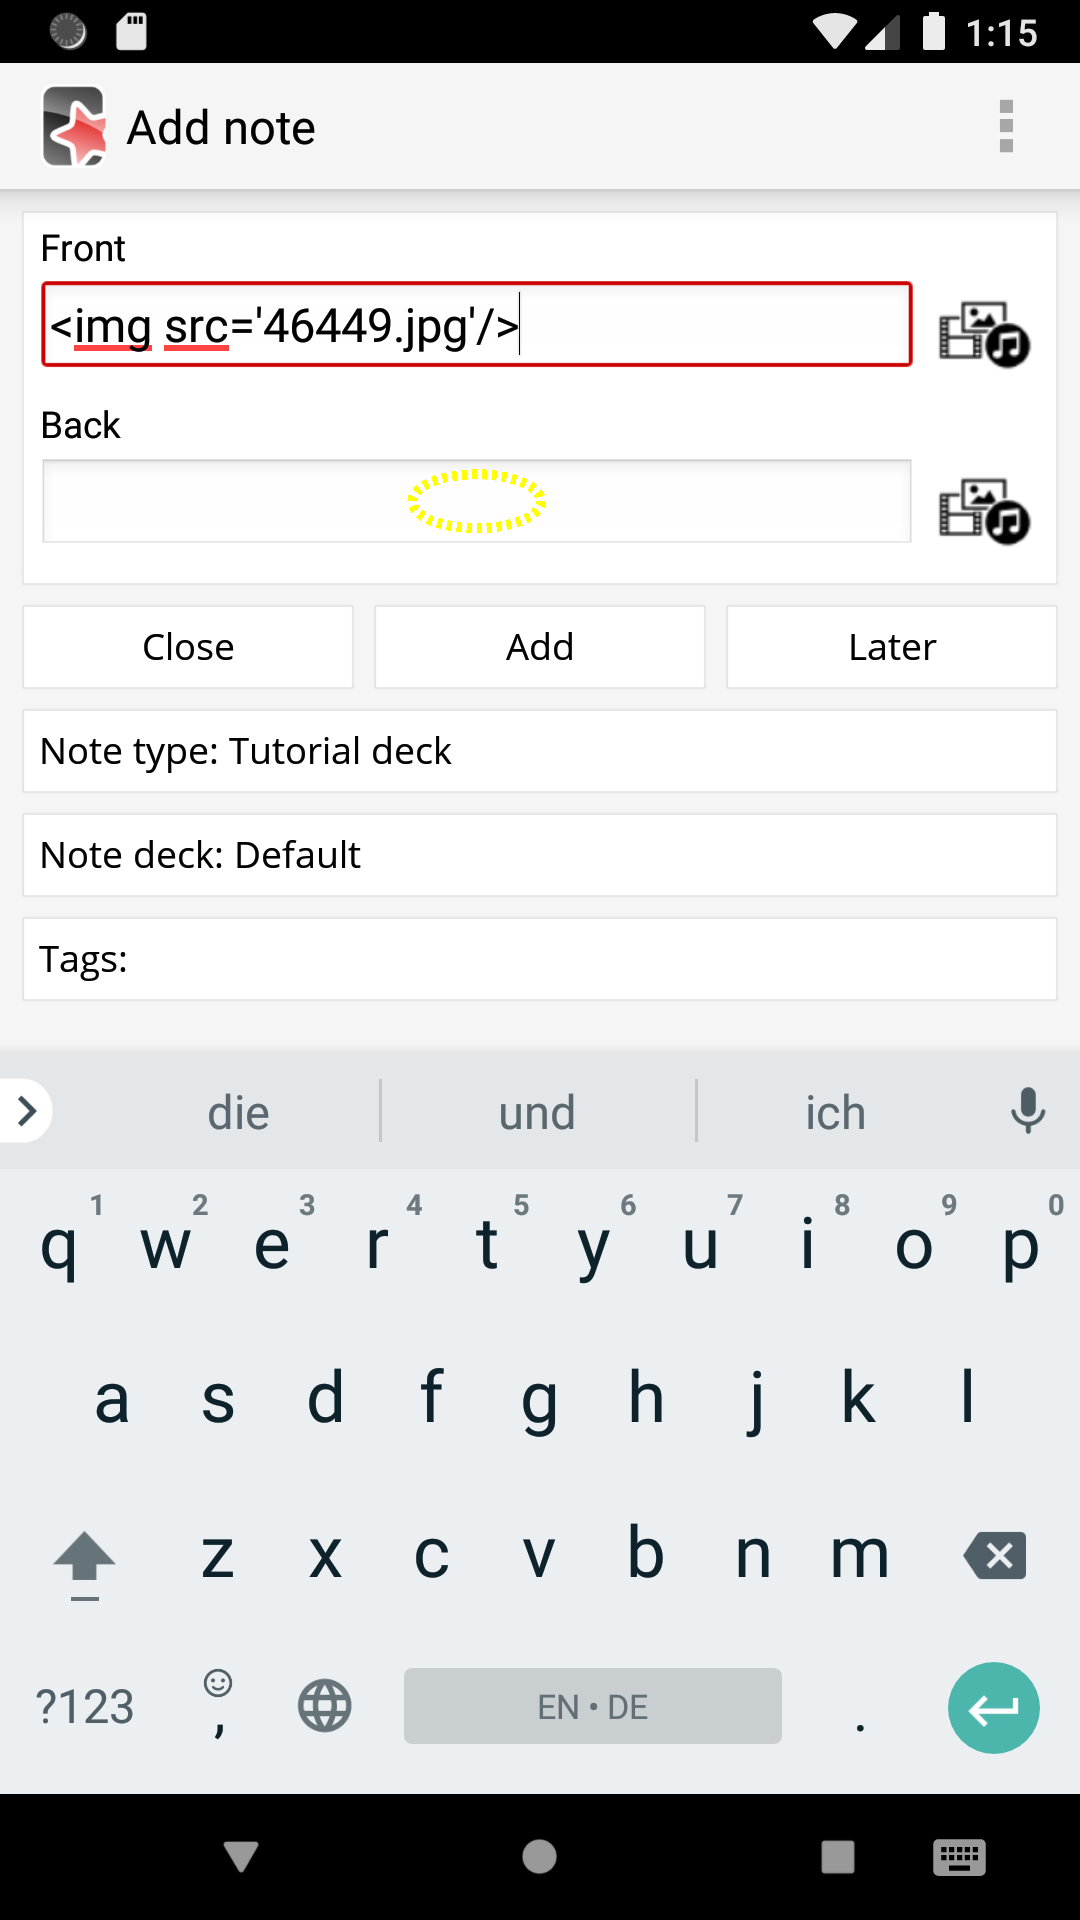 1:15
Add note
Front
<img src='46449.jpg'/>
Back
Close Add Later
Note type: Tutorial deck
Note deck: Default
Tags:
die und ich
1 2 3 4 5 6 7 8 9 0
q w e r t y u i o p
a s d f g h j k l
z x c v b n m
?123 , EN • DE .